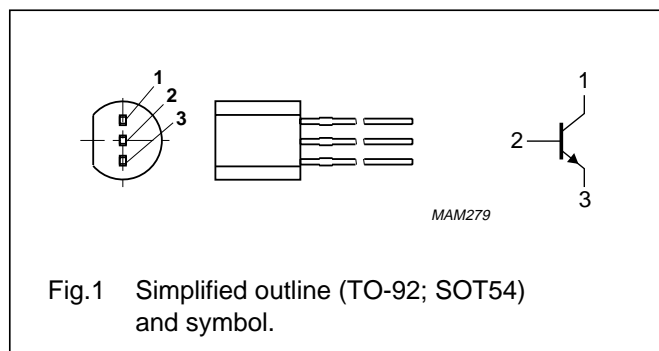 1
2
3
1
2
3
MAM279
Fig.1 Simplified outline (TO-92; SOT54)
and symbol.